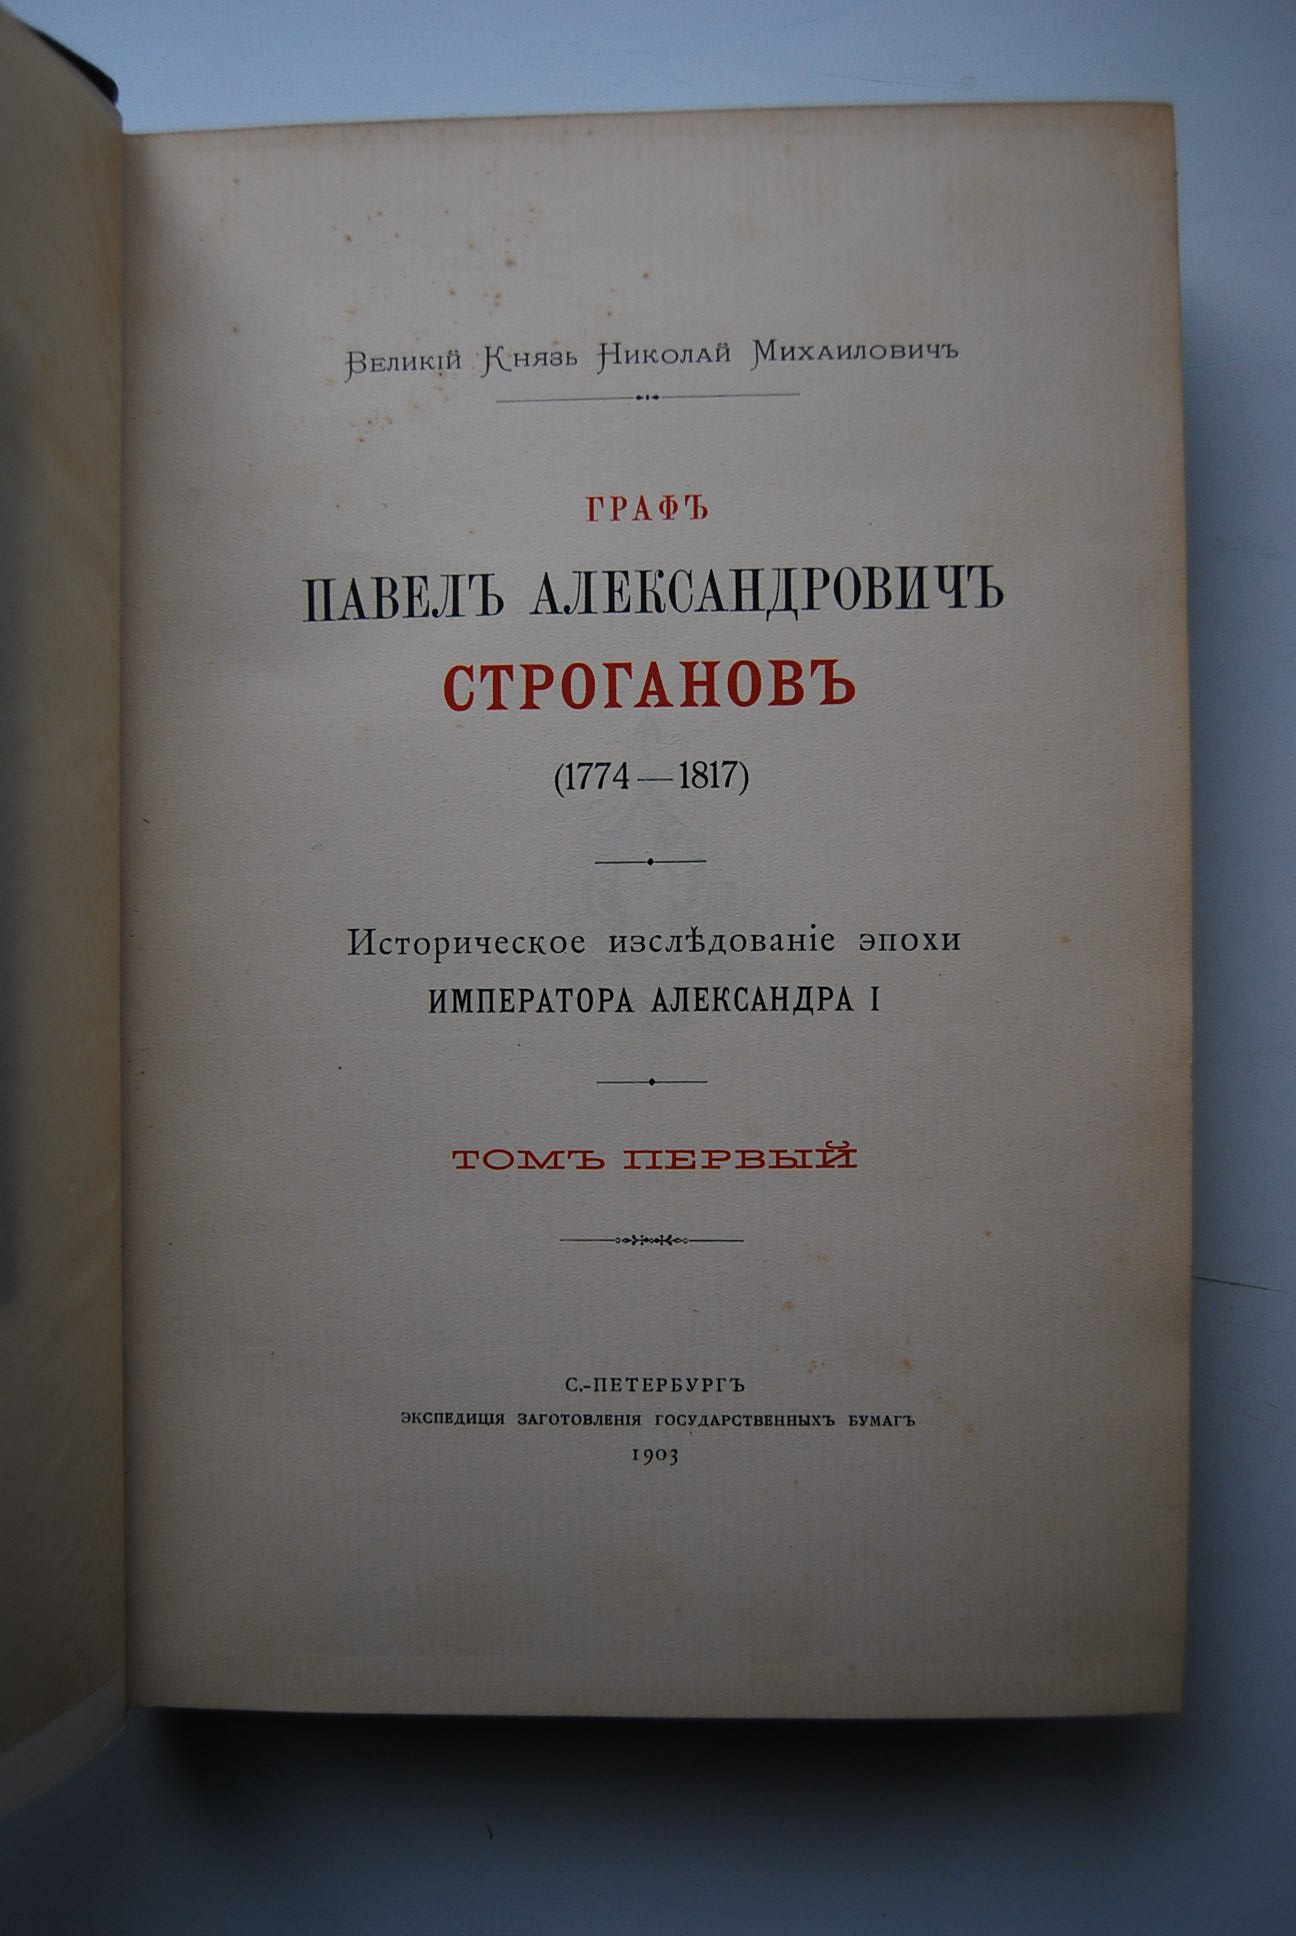 Великій Князь Николай Михаиловичъ
ГРАФЪ
ПАВЕЛЪ АЛЕКСАНДРОВИЧЪ
СТРОГАНОВЪ
(1774—1817)
Историческое изслѣдованіе эпохи
ИМПЕРАТОРА АЛЕКСАНДРА I
ТОМЪ ПЕРВЫЙ
С.-ПЕТЕРБУРГЪ
ЭКСПЕДИЦІЯ ЗАГОТОВЛЕНІЯ ГОСУДАРСТВЕННЫХЪ БУМАГЪ
1903